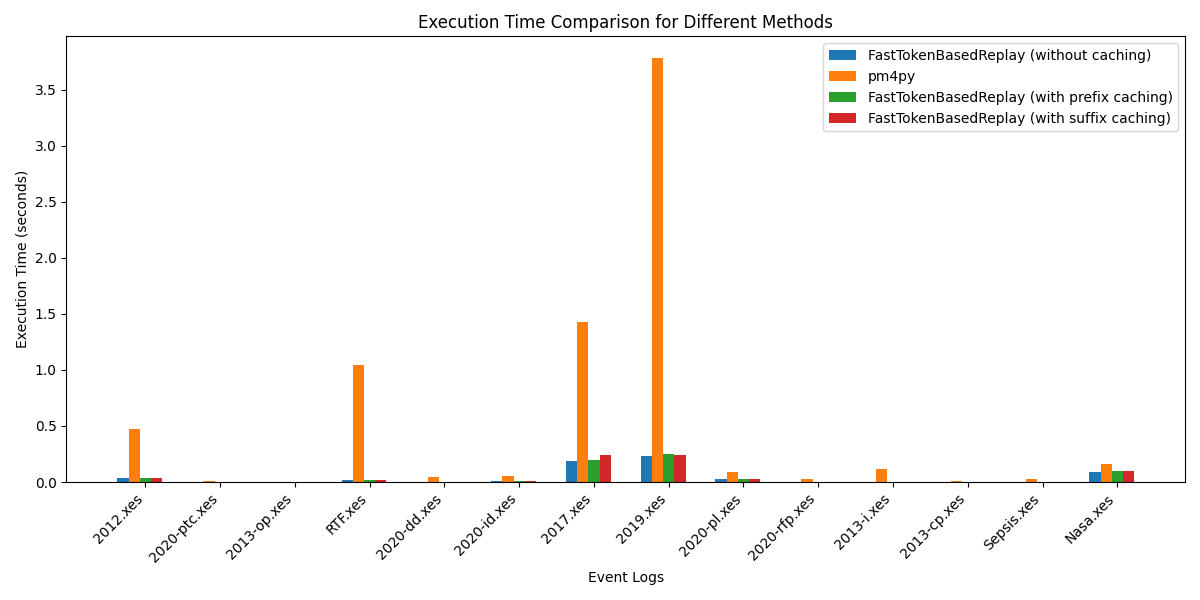 Execution Time Comparison for Different Methods
FastTokenBasedReplay (without caching)
pm4py
FastTokenBasedReplay (with prefix caching)
FastTokenBasedReplay (with suffix caching)
Execution Time (seconds)
3.5
3.0
2.5
2.0
1.5
1.0
0.5
0.0
2012.xes
2020-ptc.xes
2013-op.xes
RTF.xes
2020-dd.xes
2020-id.xes
2017.xes
2019.xes
2020-pl.xes
2020-rfp.xes
2013-i.xes
2013-cp.xes
Sepsis.xes
Nasa.xes
Event Logs